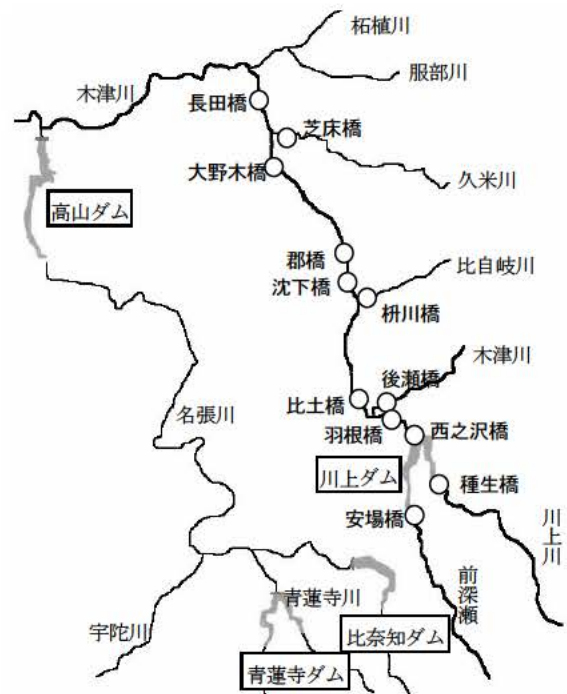 柘植川
服部川
木津川
長田橋
芝床橋
久米川
大野木橋
高山ダム
郡橋
比自岐川
沈下橋
枡川橋
木津川
後瀬橋
比土橋
名張川
羽根橋
西之沢橋
川上ダム
種生橋
安場橋
川上川
前深瀬
青蓮寺川
宇陀川
比奈知ダム
青蓮寺ダム